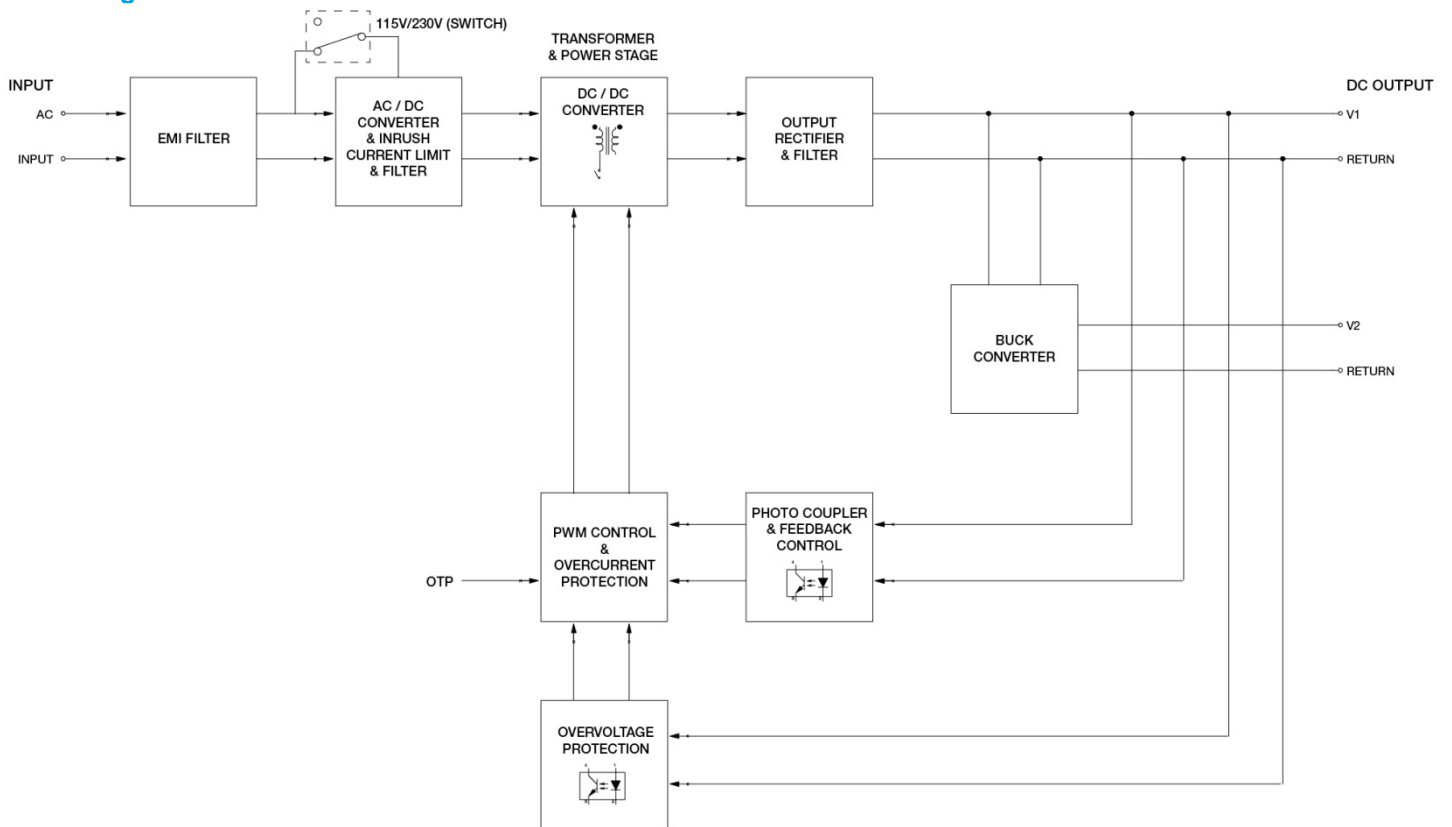 115V/230V (SWITCH)
TRANSFORMER
& POWER STAGE
INPUT
DC OUTPUT
AC
INPUT
EMI FILTER
AC / DC
CONVERTER
& INRUSH
CURRENT LIMIT
& FILTER
DC / DC
CONVERTER
OUTPUT
RECTIFIER
& FILTER
V1
RETURN
BUCK
CONVERTER
V2
RETURN
OTP
PWM CONTROL
&
OVERCURRENT
PROTECTION
PHOTO COUPLER
& FEEDBACK
CONTROL
OVERVOLTAGE
PROTECTION